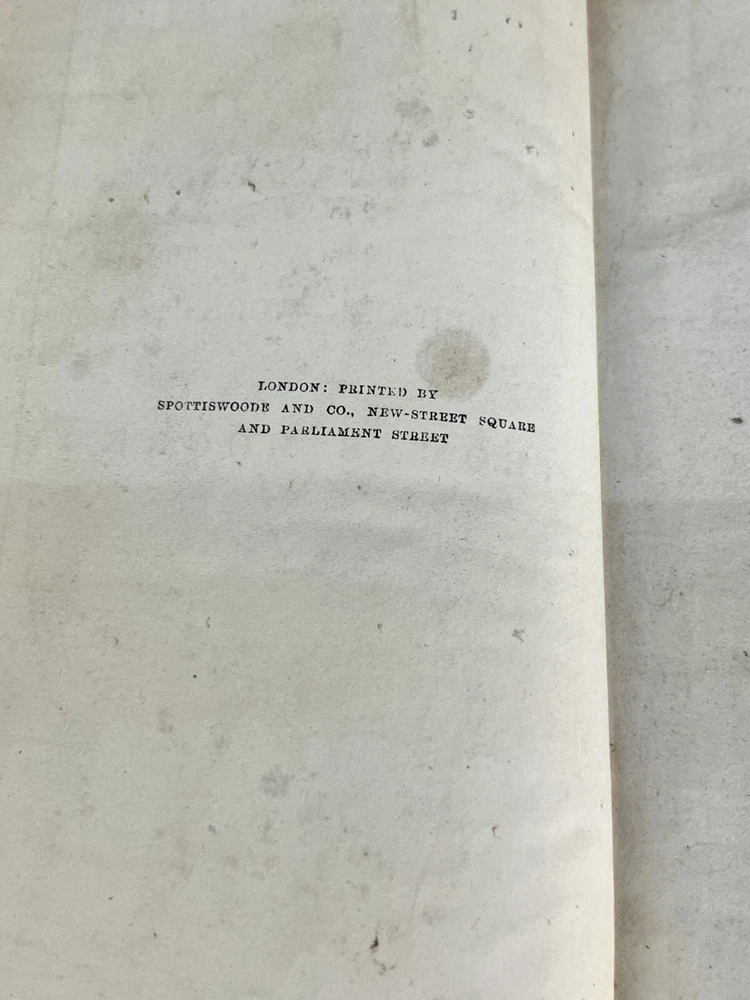 LONDON: PRINTED BY
SPOTTISWOODE AND CO., NEW-STREET SQUARE
AND PARLIAMENT STREET